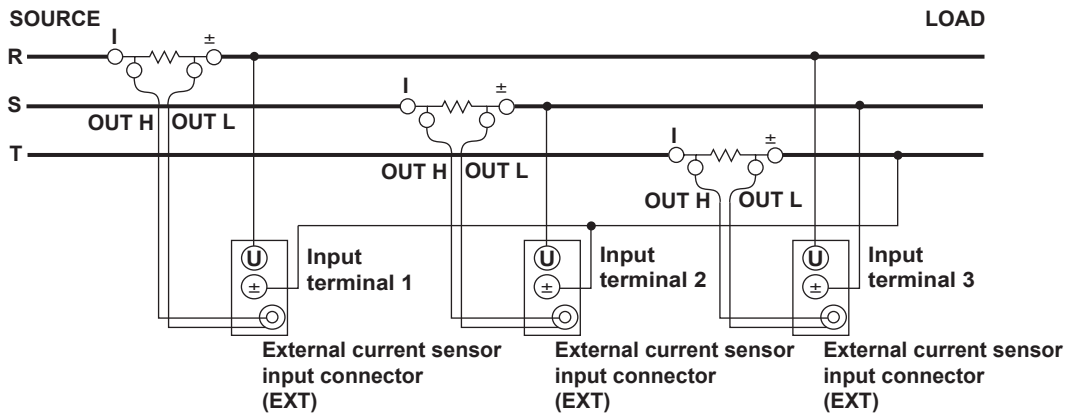 SOURCE
LOAD
I
±
R
I
±
S
OUT H
OUT L
I
±
T
OUT H
OUT L
OUT H
OUT L
U
±
Input
terminal 1
U
±
Input
terminal 2
U
±
Input
terminal 3
External current sensor
input connector
(EXT)
External current sensor
input connector
(EXT)
External current sensor
input connector
(EXT)